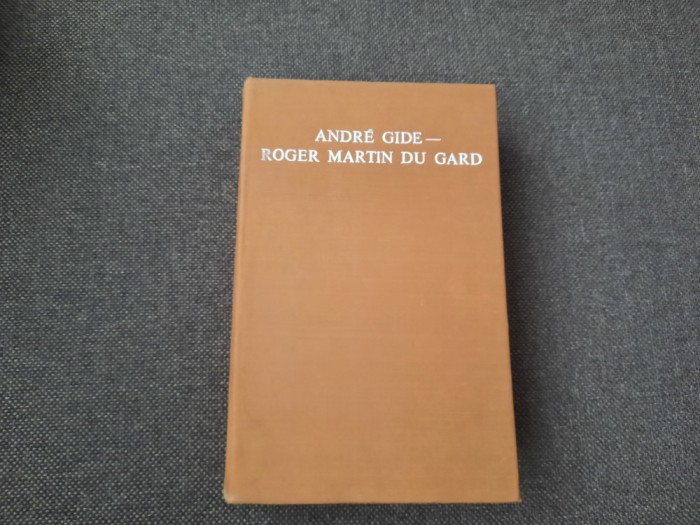 ANDRÉ GIDE —
ROGER MARTIN DU GARD